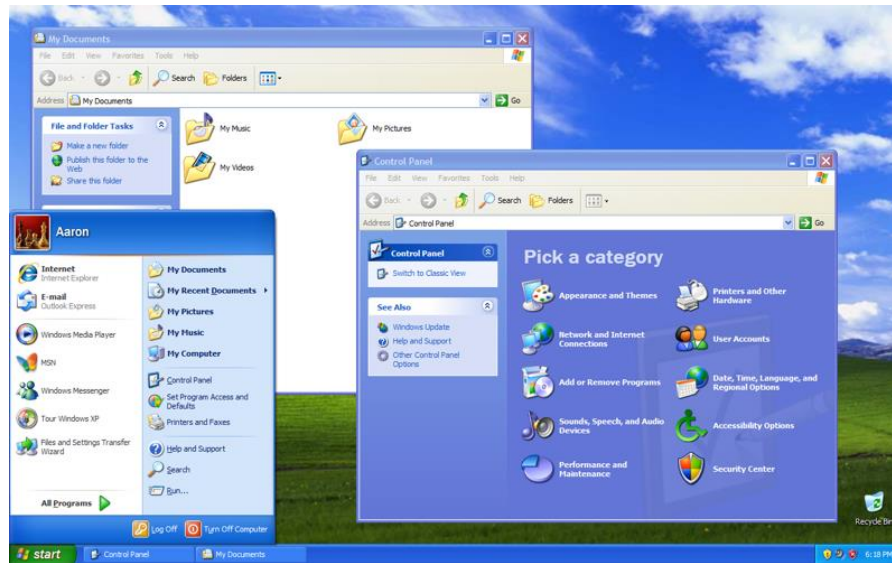 My Documents
File Edit View Favorites Tools Help
Back Search Folders
Address My Documents Go
File and Folder Tasks
Make a new folder
Publish this folder to the
Web
Share this folder
My Music
My Pictures
My Videos
Control Panel
File Edit View Favorites Tools Help
Back Search Folders
Address Control Panel Go
Control Panel
Switch to Classic View
See Also
Windows Update
Help and Support
Other Control Panel
Options
Pick a category
Appearance and Themes
Printers and Other
Hardware
Network and Internet
Connections
User Accounts
Add or Remove Programs
Date, Time, Language, and
Regional Options
Sounds, Speech, and Audio
Devices
Accessibility Options
Performance and
Maintenance
Security Center
Aaron
Internet
Internet Explorer
E-mail
Outlook Express
Windows Media Player
MSN
Windows Messenger
Tour Windows XP
Files and Settings Transfer
Wizard
All Programs
My Documents
My Recent Documents
My Pictures
My Music
My Computer
Control Panel
Set Program Access and
Defaults
Printers and Faxes
Help and Support
Search
Run...
Log Off Turn Off Computer
Recycle Bin
start Control Panel My Documents 6:18 PM